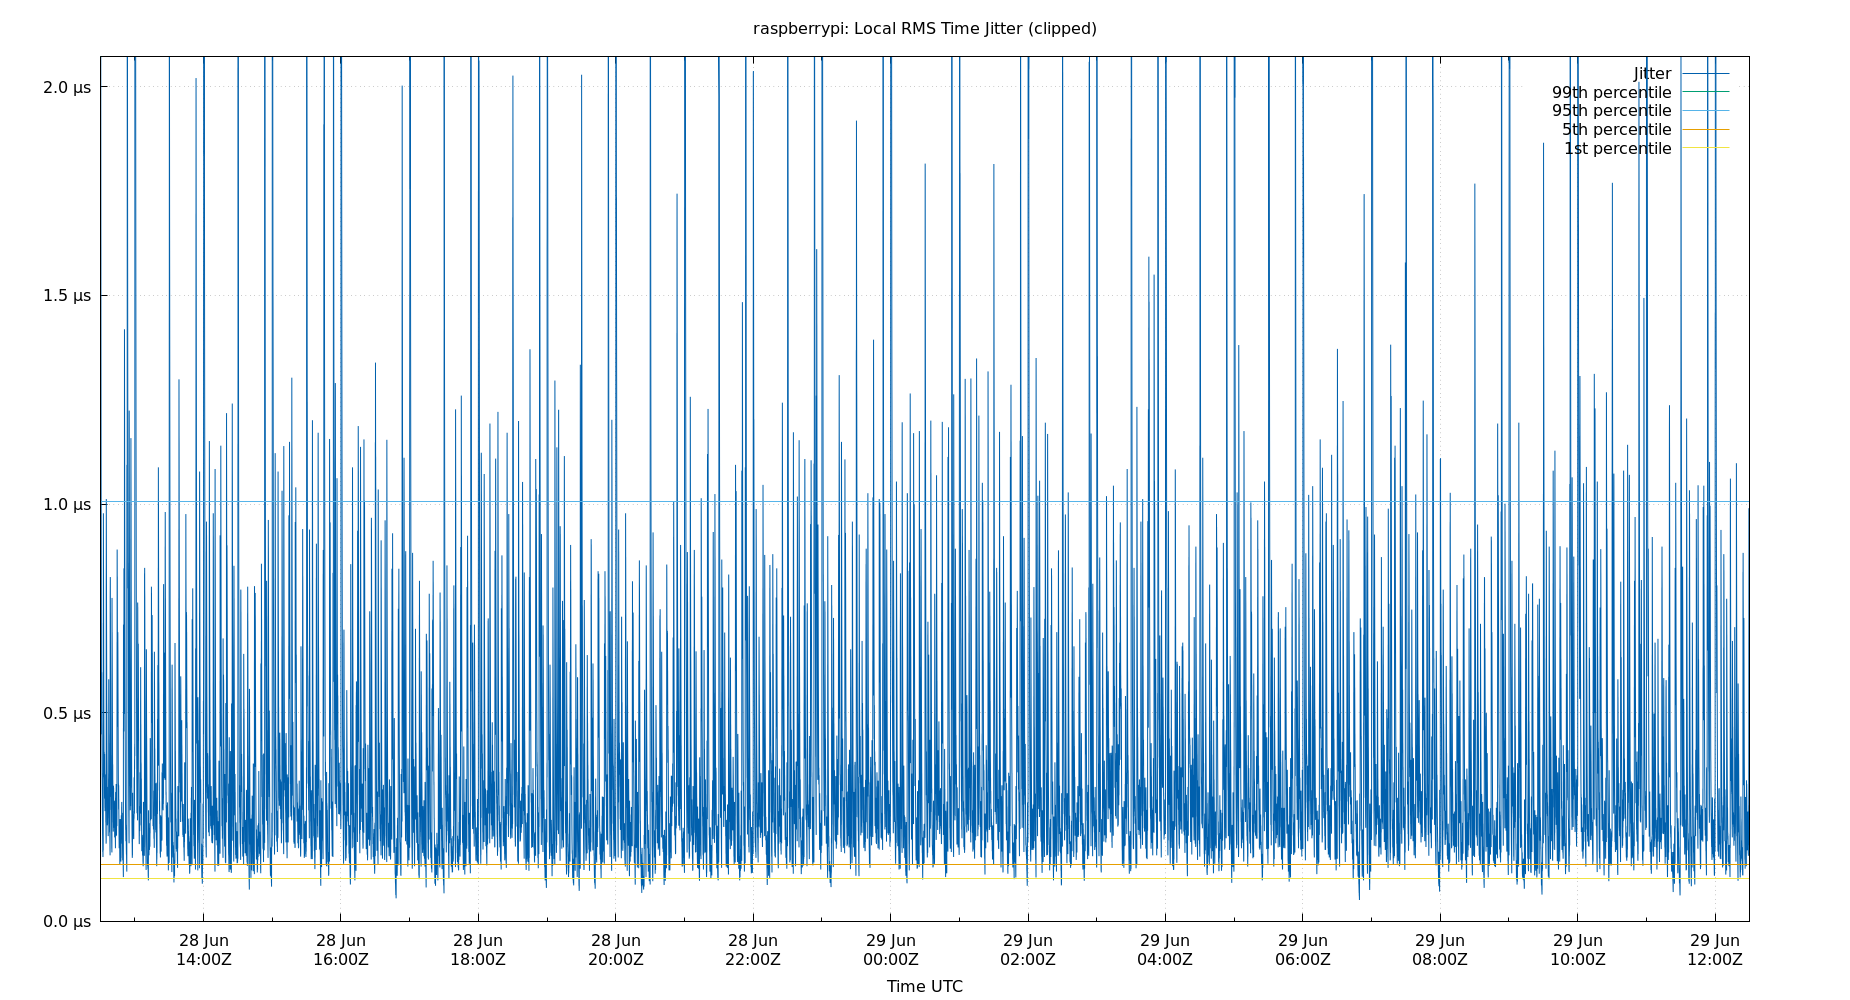 raspberrypi: Local RMS Time Jitter (clipped)
2.0 µs
1.5 µs
1.0 µs
0.5 µs
0.0 µs
Jitter
99th percentile
95th percentile
5th percentile
1st percentile
28 Jun
14:00Z
28 Jun
16:00Z
28 Jun
18:00Z
28 Jun
20:00Z
28 Jun
22:00Z
29 Jun
00:00Z
29 Jun
02:00Z
29 Jun
04:00Z
29 Jun
06:00Z
29 Jun
08:00Z
29 Jun
10:00Z
29 Jun
12:00Z
Time UTC